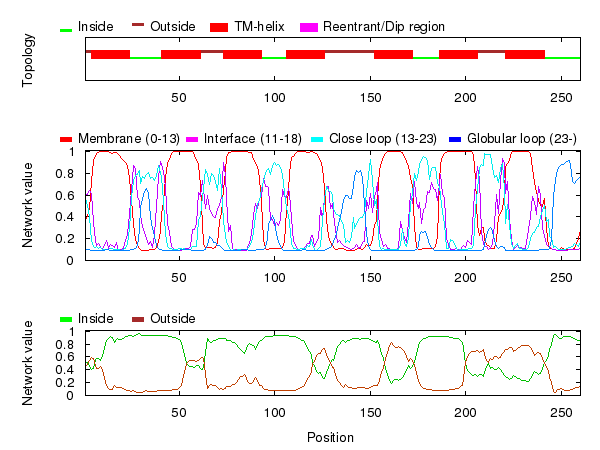 Inside Outside TM-helix Reentrant/Dip region
Topology
50 100 150 200 250
Membrane (0-13) Interface (11-18) Close loop (13-23) Globular loop (23-)
Network value
1
0.8
0.6
0.4
0.2
0
50 100 150 200 250
Inside Outside
Network value
1
0.8
0.6
0.4
0.2
0
50 100 150 200 250
Position